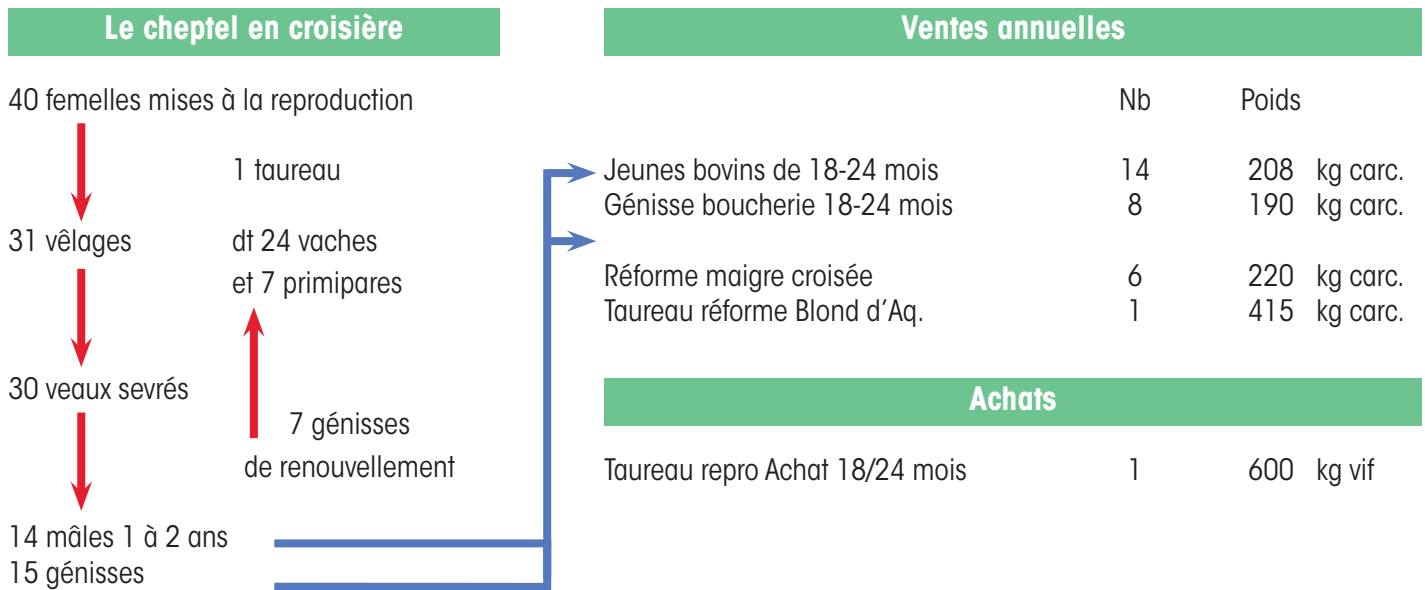 Le cheptel en croisière
40 femelles mises à la reproduction
1 taureau
31 vêlages
dt 24 vaches
et 7 primipares
30 veaux sevrés
7 génisses
de renouvellement
14 mâles 1 à 2 ans
15 génisses
Ventes annuelles
Nb Poids
Jeunes bovins de 18-24 mois 14 208 kg carc.
Génisse boucherie 18-24 mois 8 190 kg carc.
Réforme maigre croisée 6 220 kg carc.
Taureau réforme Blond d’Aq. 1 415 kg carc.
Achats
Taureau repro Achat 18/24 mois 1 600 kg vif